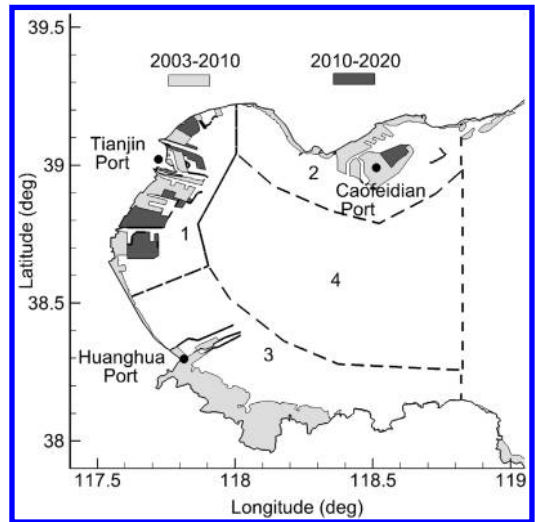 39.5
2003-2010 2010-2020
Tianjin
Port
39
2
Caofeidian
Port
1
Latitude (deg)
4
38.5
Huanghua
Port
3
38
117.5 118 118.5 119
Longitude (deg)